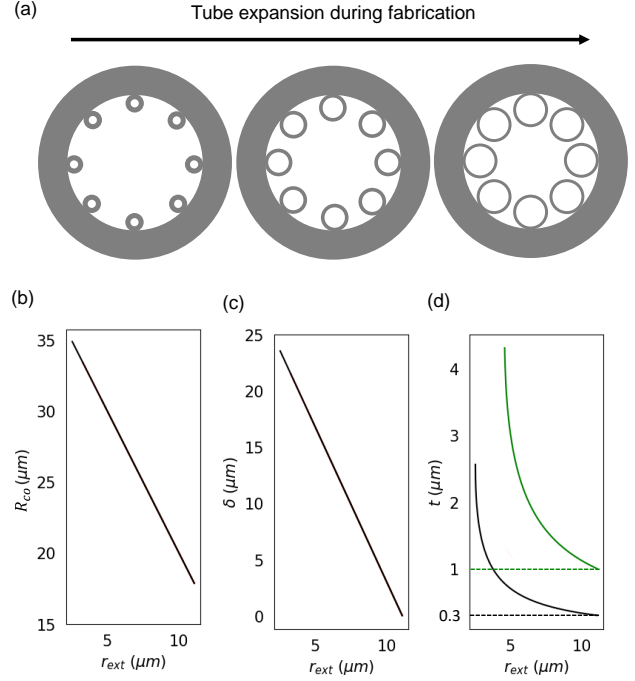 (a)
Tube expansion during fabrication
(b)
(c)
(d)
R_co (μm)
35
30
25
20
15
5
10
r_ext (μm)
δ (μm)
25
20
15
10
5
0
5
10
r_ext (μm)
t (μm)
4
3
2
1
0.3
5
10
r_ext (μm)